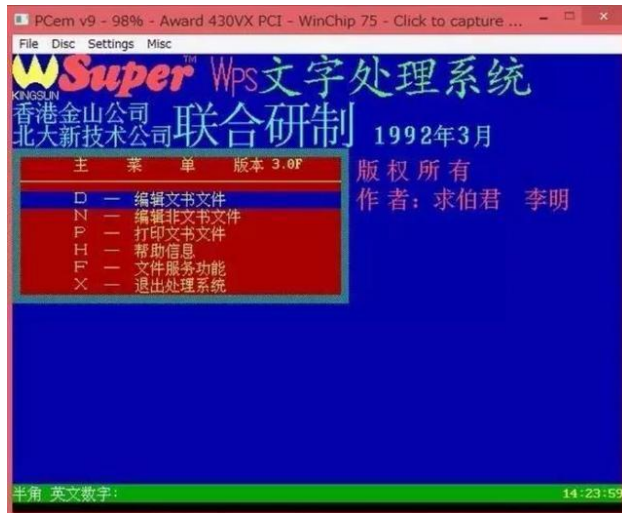 PCem v9 - 98% - Award 430VX PCI - WinChip 75 - Click to capture ...
File Disc Settings Misc
W Super™ Wps文字处理系统
KINGSUN
香港金山公司
北大新技术公司联合研制 1992年3月
主 菜 单 版本 3.0F
版权所有
D — 编辑文书文件
作者：求伯君 李明
N — 编辑非文书文件
P — 打印文书文件
H — 帮助信息
F — 文件服务功能
X — 退出处理系统
半角 英文数字: 14:23:59